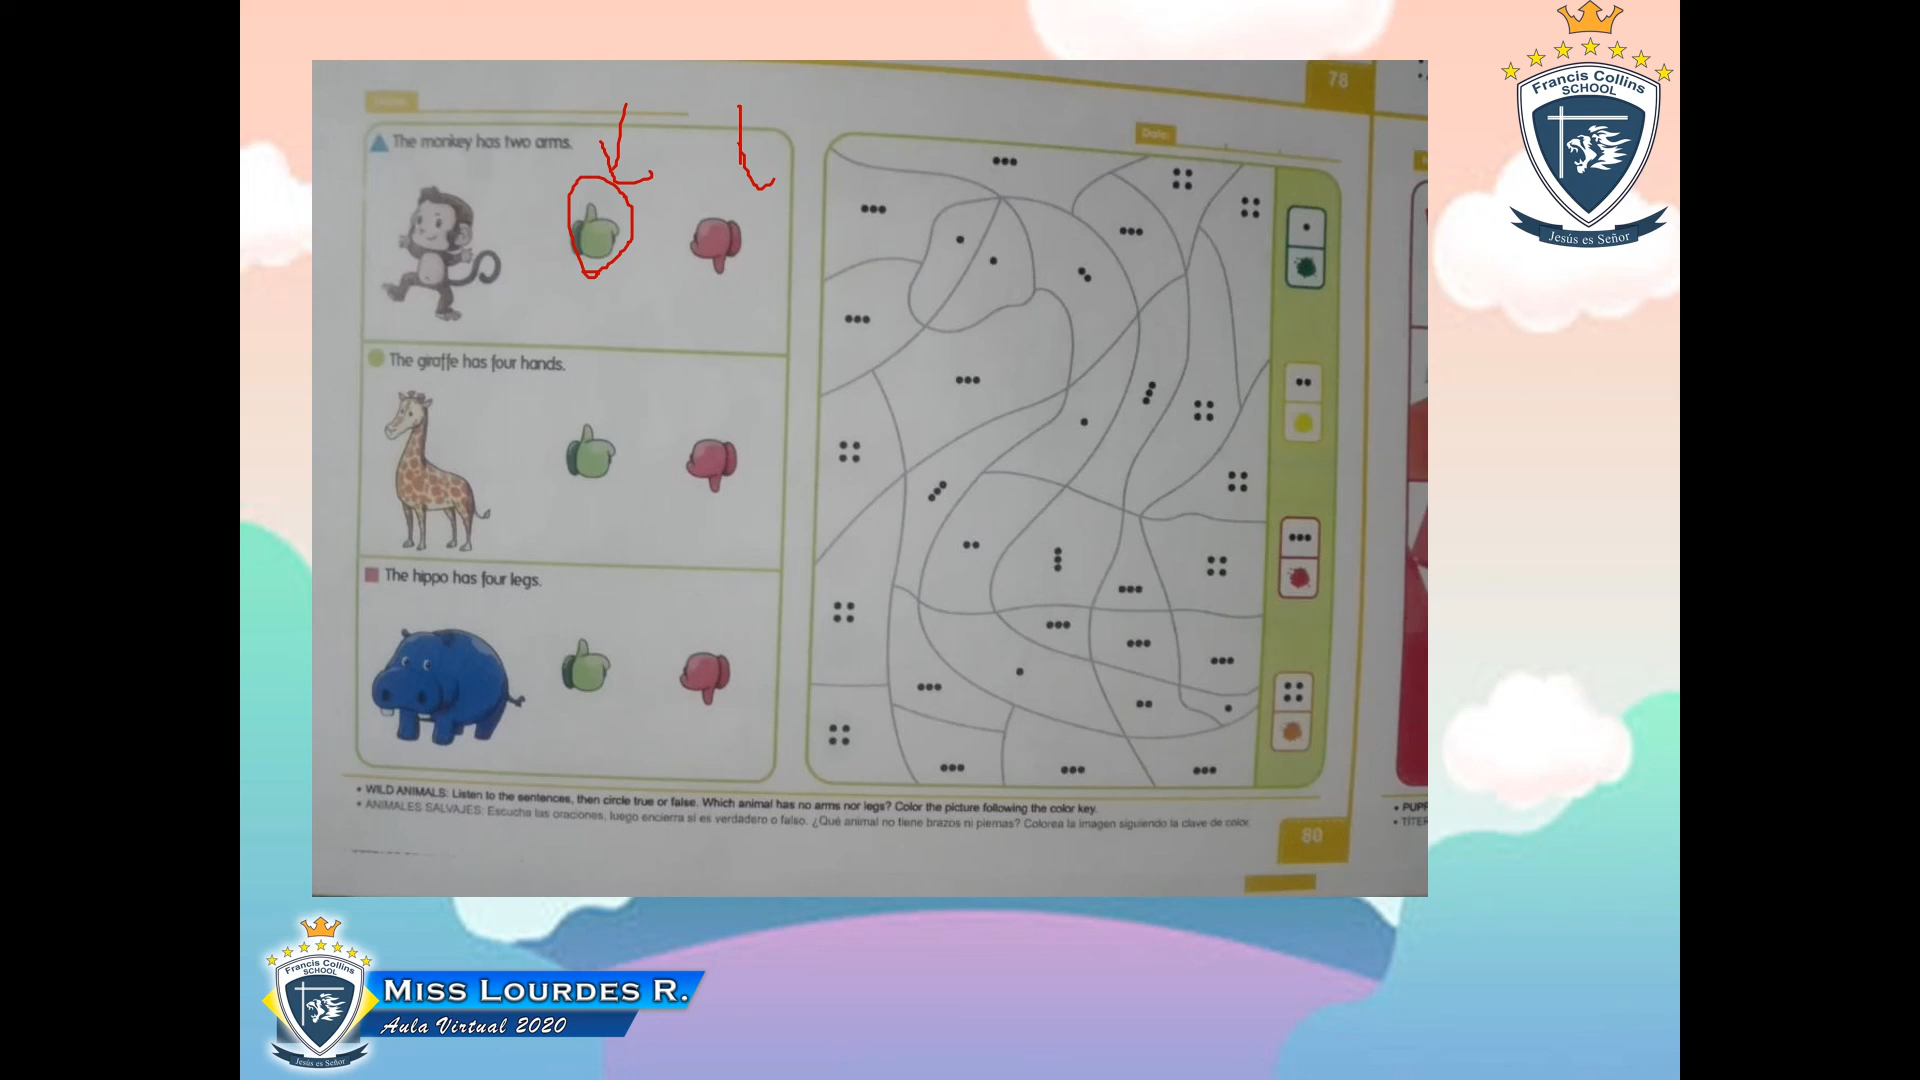 Francis Collins
SCHOOL
Jesús es Señor
78
Date:
The monkey has two arms.
The giraffe has four hands.
The hippo has four legs.
• WILD ANIMALS: Listen to the sentences, then circle true or false. Which animal has no arms nor legs? Color the picture following the color key.
• ANIMALES SALVAJES: Escucha las oraciones, luego encierra si es verdadero o falso. ¿Qué animal no tiene brazos ni piernas? Colorea la imagen siguiendo la clave de color.
80
• PUPP
• TÍTER
Francis Collins
SCHOOL
Jesús es Señor
MISS LOURDES R.
Aula Virtual 2020